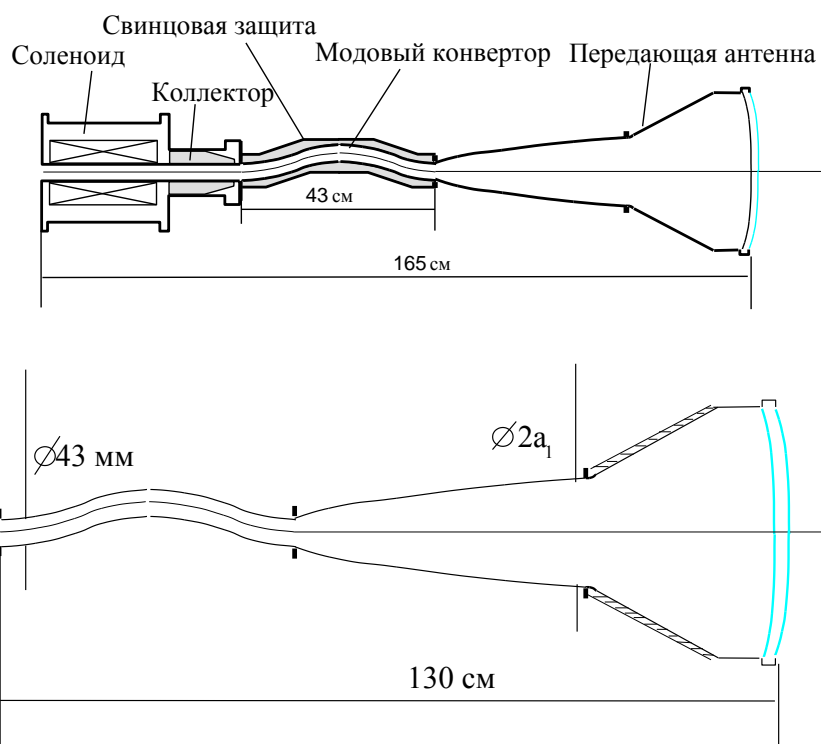 Свинцовая защита
Соленоид
Модовый конвертор
Передающая антенна
Коллектор
43 см
165 см
∅43 мм
∅2a₁
130 см